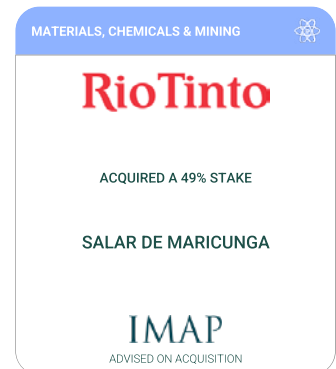 MATERIALS, CHEMICALS & MINING
RioTinto
ACQUIRED A 49% STAKE
SALAR DE MARICUNGA
IMAP
ADVISED ON ACQUISITION